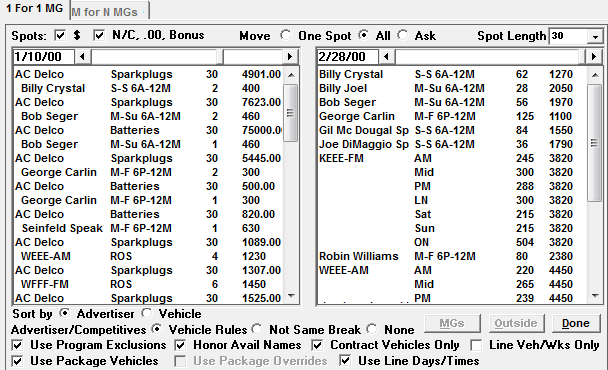 1 For 1 MG M for N MGs
Spots: $ N/C, .00, Bonus Move One Spot All Ask Spot Length 30
1/10/00 2/28/00
AC Delco Sparkplugs 30 4901.00
Billy Crystal S-S 6A-12M 2 400
AC Delco Sparkplugs 30 7623.00
Bob Seger M-Su 6A-12M 2 460
AC Delco Batteries 30 75000.00
Bob Seger M-Su 6A-12M 1 460
AC Delco Sparkplugs 30 5445.00
George Carlin M-F 6P-12M 2 300
AC Delco Batteries 30 500.00
George Carlin M-F 6P-12M 1 300
AC Delco Batteries 30 820.00
Seinfeld Speak M-F 6P-12M 1 630
AC Delco Sparkplugs 30 1089.00
WEEE-AM ROS 4 1230
AC Delco Sparkplugs 30 1307.00
WFFF-FM ROS 6 1450
AC Delco Sparkplugs 30 1525.00
Billy Crystal S-S 6A-12M 62 1270
Billy Joel M-Su 6A-12M 28 2050
Bob Seger M-Su 6A-12M 56 1970
George Carlin M-F 6P-12M 125 1100
Gil Mc Dougal Sp S-S 6A-12M 84 1550
Joe DiMaggio Sp S-S 6A-12M 36 1790
KEEE-FM AM 245 3820
Mid 300 3820
PM 288 3820
LN 300 3820
Sat 215 3820
Sun 215 3820
ON 504 3820
Robin Williams M-F 6P-12M 80 2380
WEEE-AM AM 220 4450
Mid 265 4450
PM 239 4450
Sort by Advertiser Vehicle
Advertiser/Competitives Vehicle Rules Not Same Break None MGs Outside Done
Use Program Exclusions Honor Avail Names Contract Vehicles Only Line Veh/Wks Only
Use Package Vehicles Use Package Overrides Use Line Days/Times